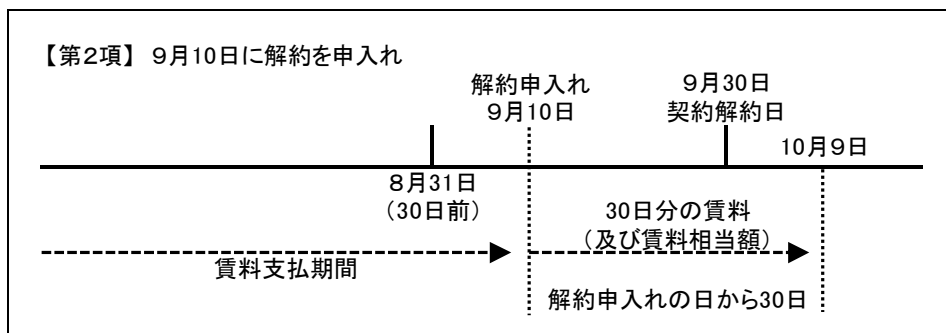 【第２項】 ９月10日に解約を申入れ
解約申入れ
９月10日
９月30日
契約解約日
10月９日
８月31日
（30日前）
30日分の賃料
（及び賃料相当額）
賃料支払期間
解約申入れの日から30日